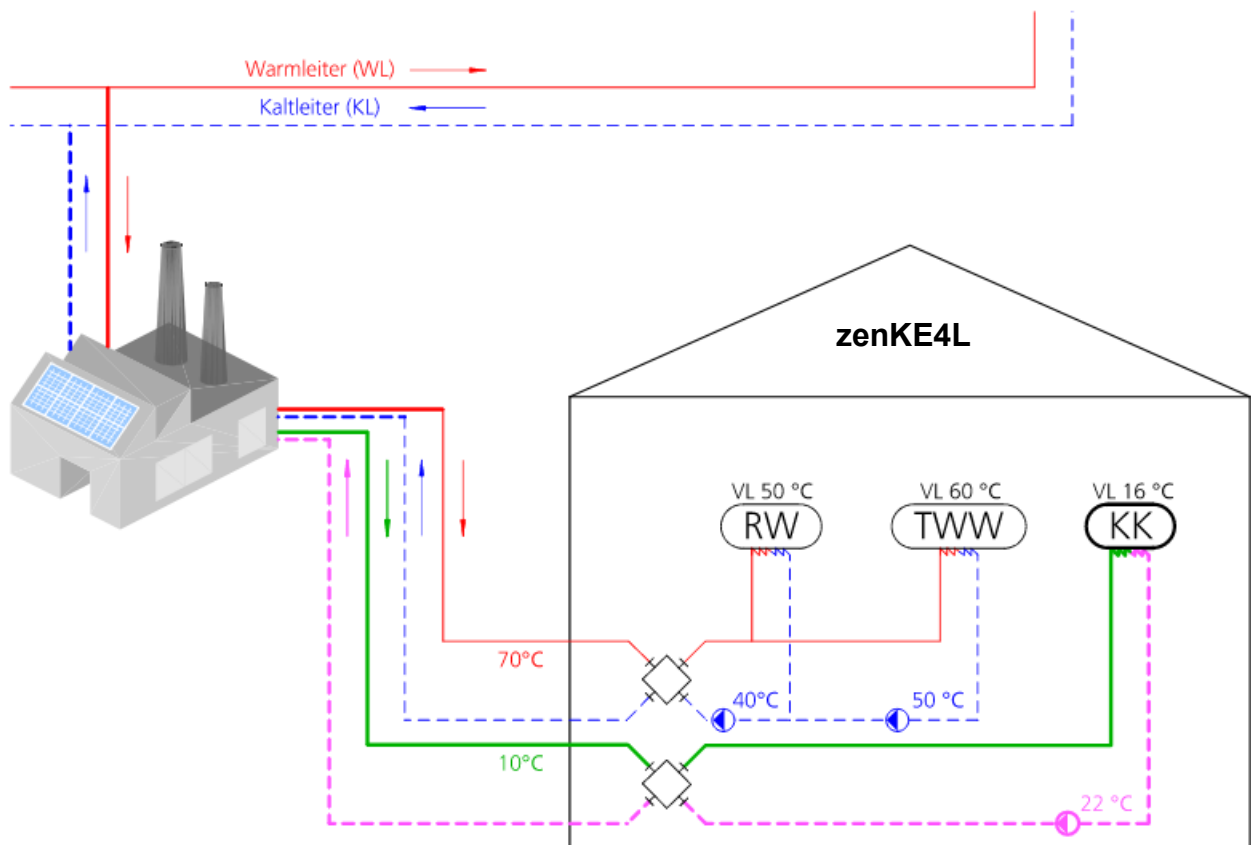 Warmleiter (WL)
Kaltleiter (KL)
zenKE4L
VL 50 °C
RW
VL 60 °C
TWW
VL 16 °C
KK
70°C
40°C
50 °C
10°C
22 °C